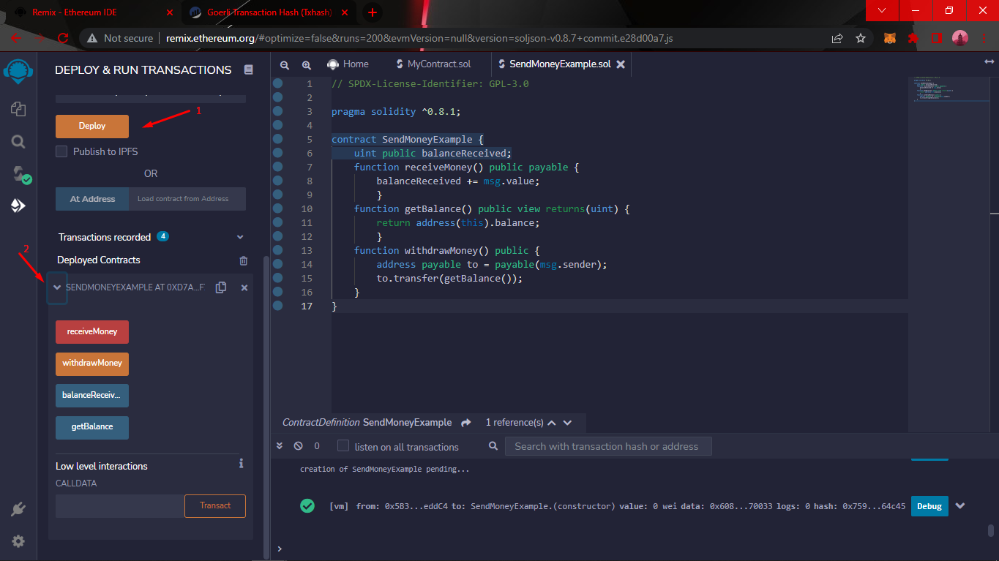 Remix - Ethereum IDE
Goerli Transaction Hash (Txhash)
Not secure
remix.ethereum.org/#optimize=false&runs=200&evmVersion=null&version=soljson-v0.8.7+commit.e28d00a7.js
DEPLOY & RUN TRANSACTIONS
Deploy
1
Publish to IPFS
OR
At Address
Load contract from Address
Transactions recorded 4
2
Deployed Contracts
SENDMONEYEXAMPLE AT 0XD7A...F
receiveMoney
withdrawMoney
balanceReceiv...
getBalance
Low level interactions
i
CALLDATA
Transact
Home
MyContract.sol
SendMoneyExample.sol
1 // SPDX-License-Identifier: GPL-3.0
2
3 pragma solidity ^0.8.1;
4
5 contract SendMoneyExample {
6 uint public balanceReceived;
7 function receiveMoney() public payable {
8 balanceReceived += msg.value;
9 }
10 function getBalance() public view returns(uint) {
11 return address(this).balance;
12 }
13 function withdrawMoney() public {
14 address payable to = payable(msg.sender);
15 to.transfer(getBalance());
16 }
17 }
ContractDefinition SendMoneyExample
1 reference(s)
0
listen on all transactions
Search with transaction hash or address
creation of SendMoneyExample pending...
[vm] from: 0x5B3...eddC4 to: SendMoneyExample.(constructor) value: 0 wei data: 0x608...70033 logs: 0 hash: 0x759...64c45
Debug
>